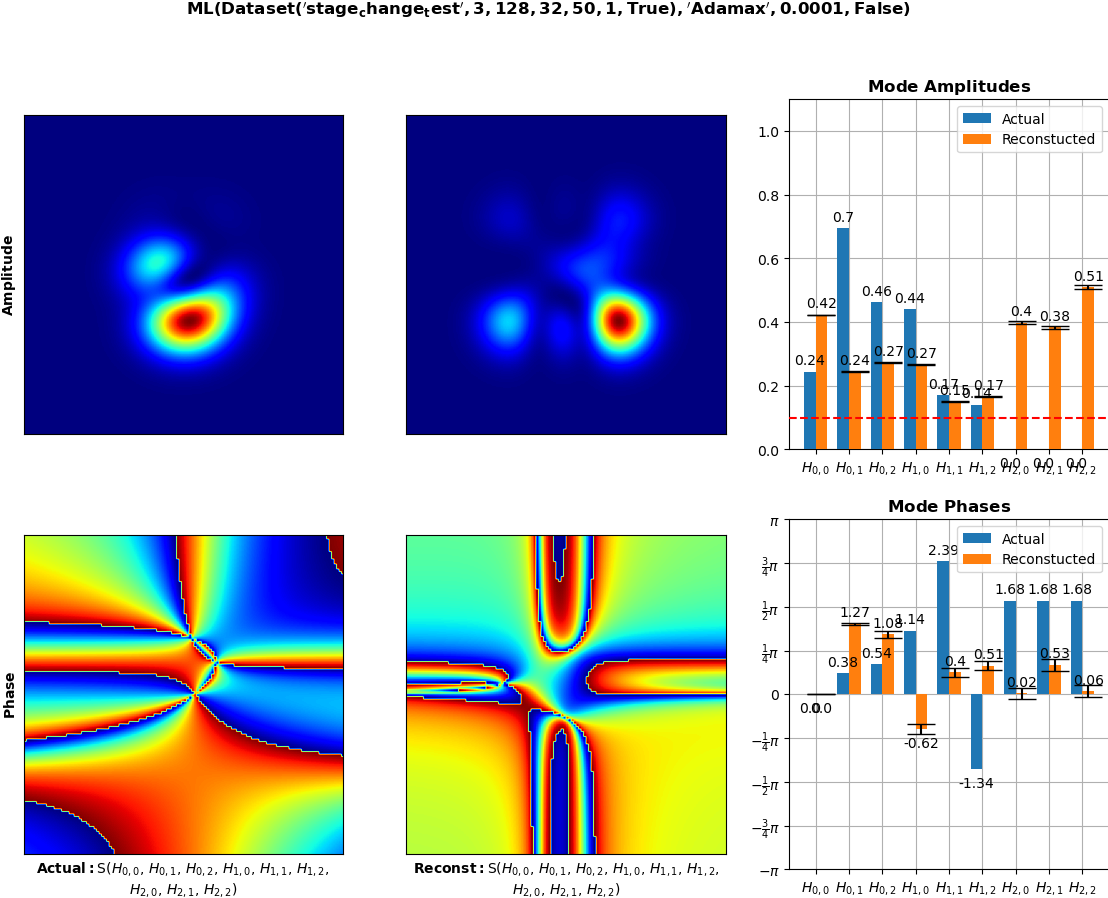 ML(Dataset('stage_change_test', 3, 128, 32, 50, 1, True), 'Adamax', 0.0001, False)
Amplitude
Mode Amplitudes
Actual
Reconstucted
1.0
0.8
0.6
0.4
0.2
0.0
0.24
0.42
0.7
0.24
0.46
0.27
0.44
0.27
0.17
0.15
0.14
0.17
0.0
0.4
0.0
0.38
0.0
0.51
H0,0 H0,1 H0,2 H1,0 H1,1 H1,2 H2,0 H2,1 H2,2
Phase
Mode Phases
Actual
Reconstucted
π
3/4π
1/2π
1/4π
0
−1/4π
−1/2π
−3/4π
−π
0.0
0.0
0.38
1.27
0.54
1.08
1.14
-0.62
2.39
0.4
-1.34
0.51
1.68
0.02
1.68
0.53
1.68
0.06
H0,0 H0,1 H0,2 H1,0 H1,1 H1,2 H2,0 H2,1 H2,2
Actual: S(H0,0, H0,1, H0,2, H1,0, H1,1, H1,2,
H2,0, H2,1, H2,2)
Reconst: S(H0,0, H0,1, H0,2, H1,0, H1,1, H1,2,
H2,0, H2,1, H2,2)